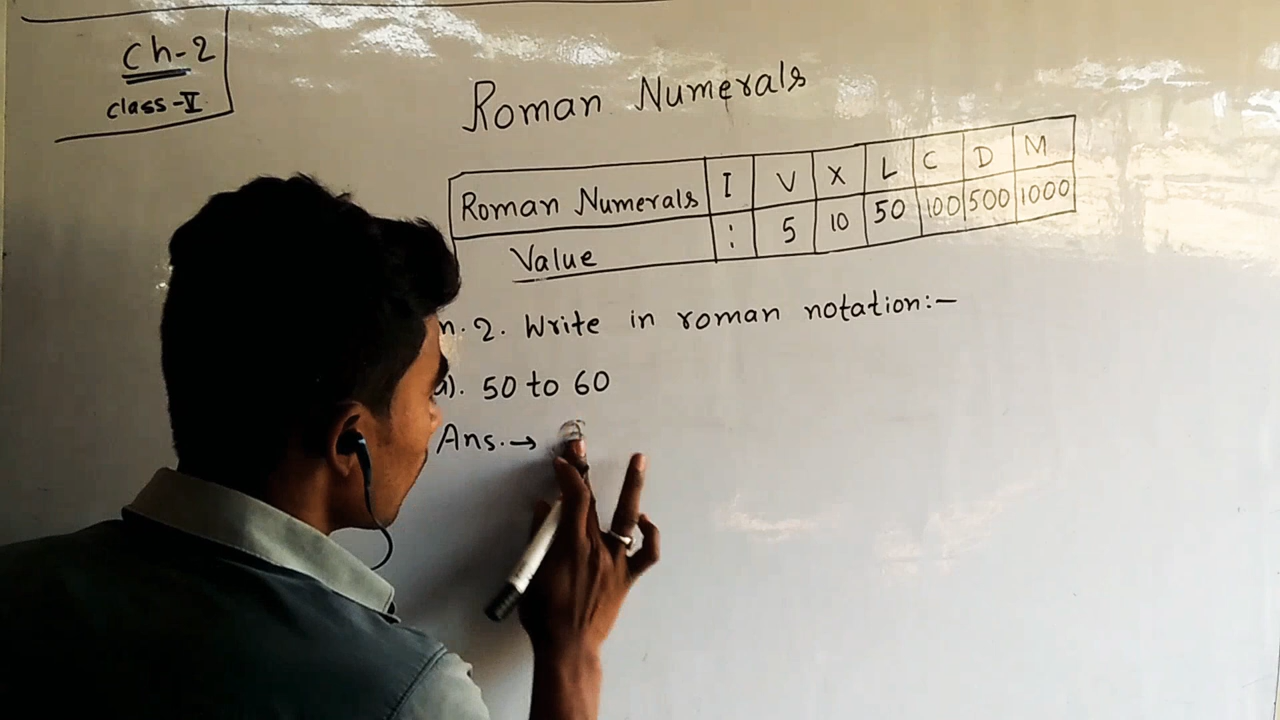 Ch-2
class-V
Roman Numerals
Roman Numerals I V X L C D M
Value : 5 10 50 100 500 1000
n. 2. Write in roman notation:-
a). 50 to 60
Ans.→